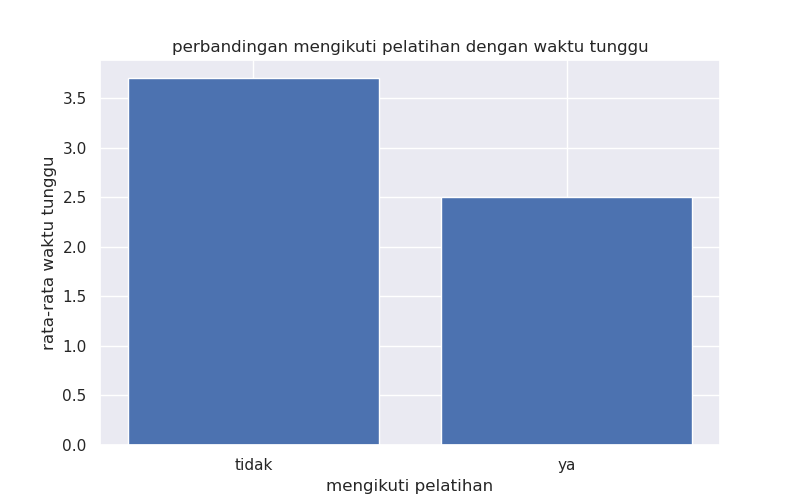 perbandingan mengikuti pelatihan dengan waktu tunggu
rata-rata waktu tunggu
3.5
3.0
2.5
2.0
1.5
1.0
0.5
0.0
tidak
ya
mengikuti pelatihan